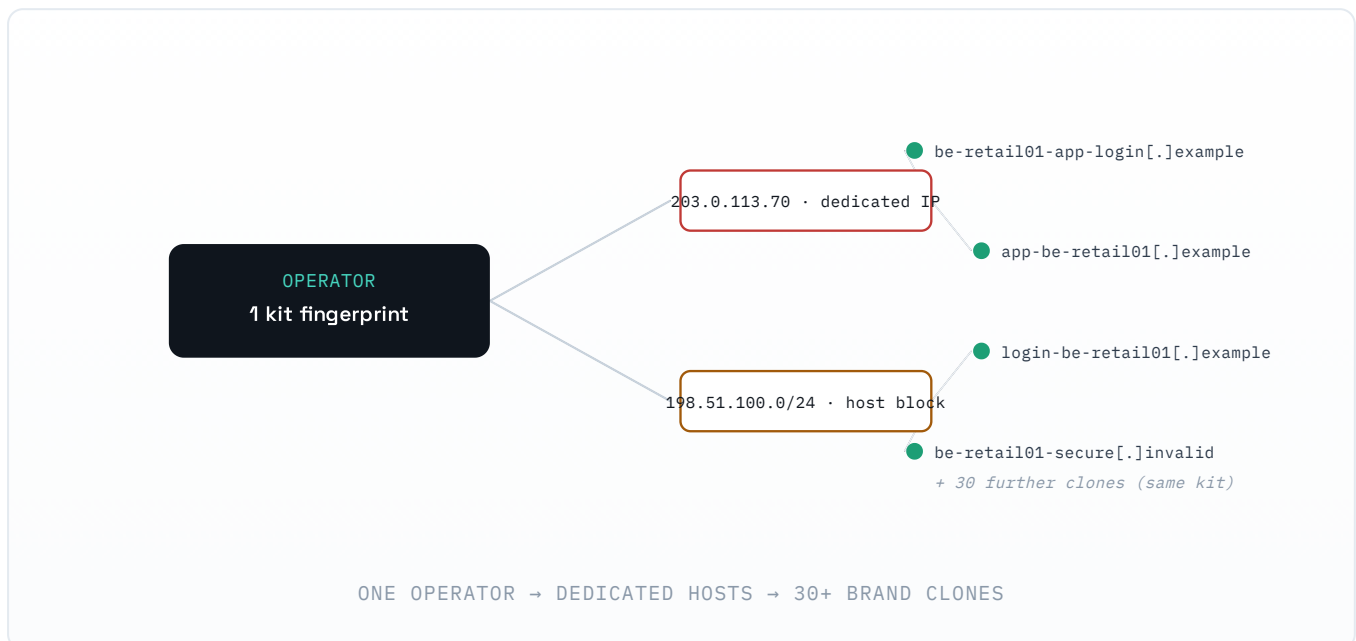 be-retail01-app-login[.]example
203.0.113.70 · dedicated IP
app-be-retail01[.]example
OPERATOR
1 kit fingerprint
login-be-retail01[.]example
198.51.100.0/24 · host block
be-retail01-secure[.]invalid
+ 30 further clones (same kit)
ONE OPERATOR → DEDICATED HOSTS → 30+ BRAND CLONES